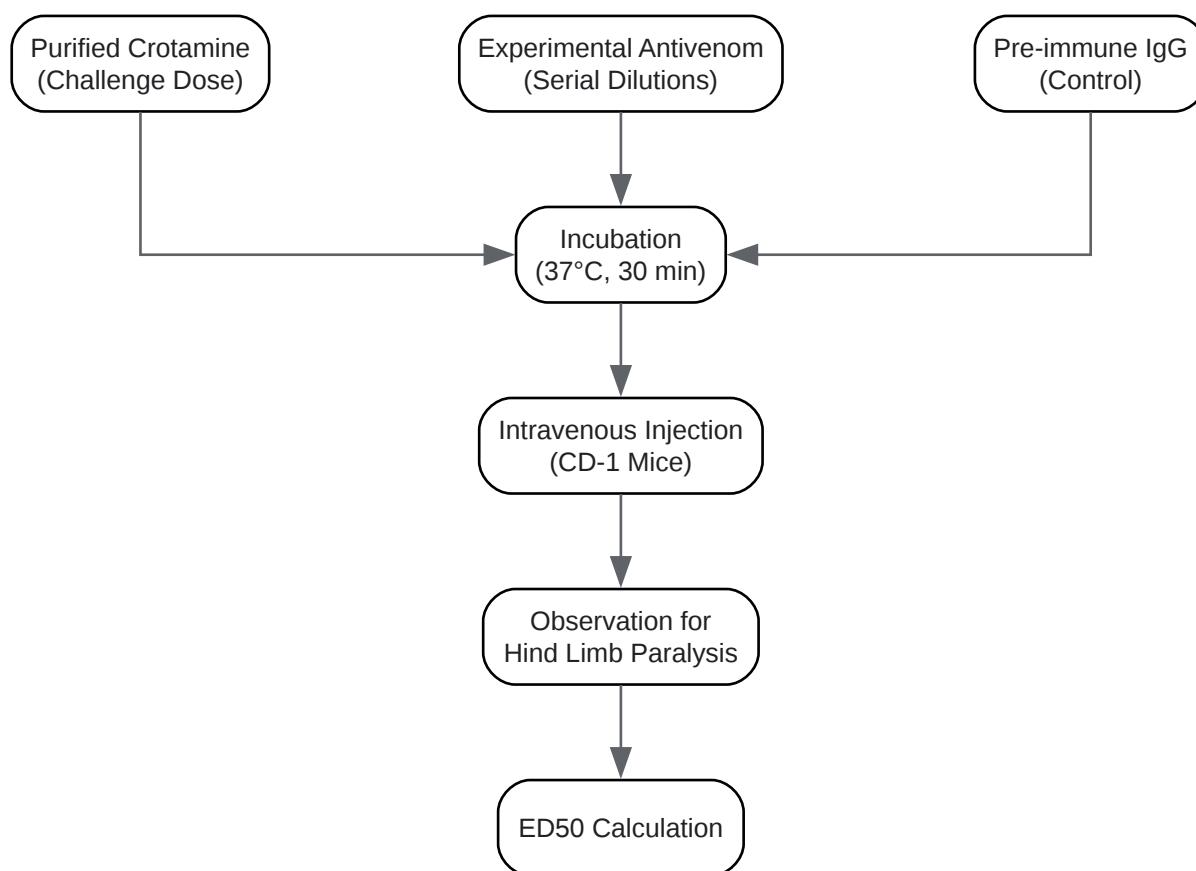 Purified Crotamine
(Challenge Dose)
Experimental Antivenom
(Serial Dilutions)
Pre-immune IgG
(Control)
Incubation
(37°C, 30 min)
Intravenous Injection
(CD-1 Mice)
Observation for
Hind Limb Paralysis
ED50 Calculation